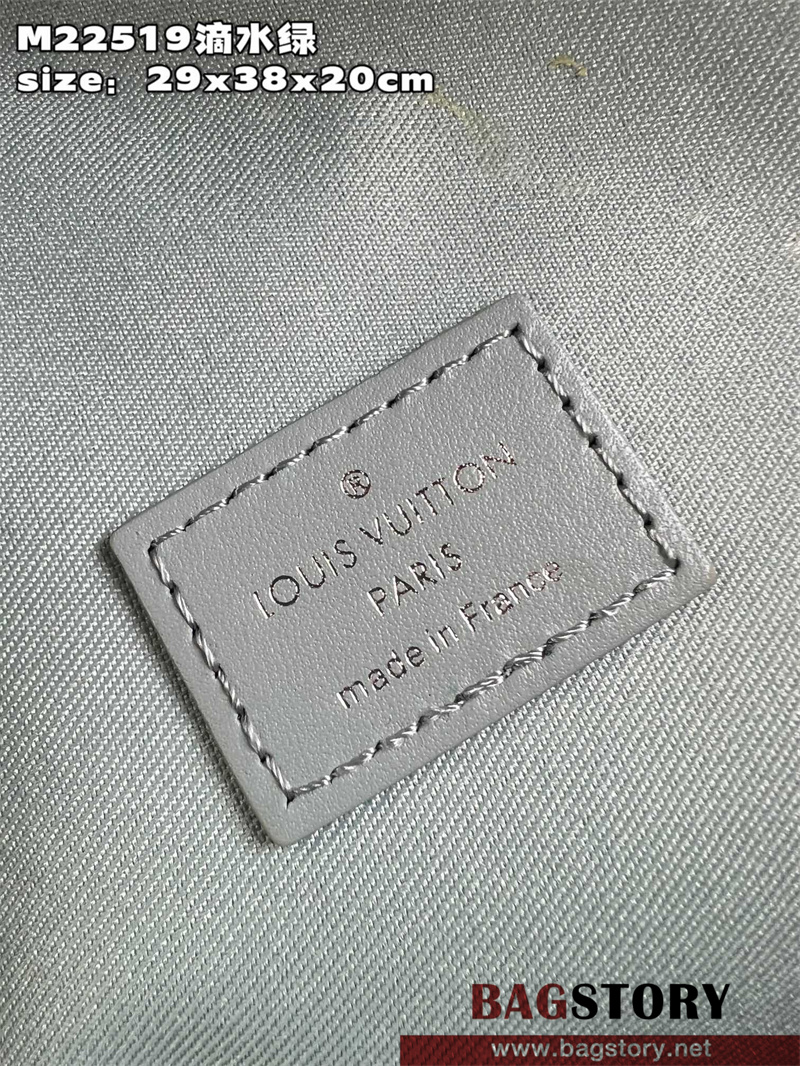 M22519滴水绿
size：29x38x20cm
®
LOUIS VUITTON
PARIS
made in France
BAGSTORY
www.bagstory.net